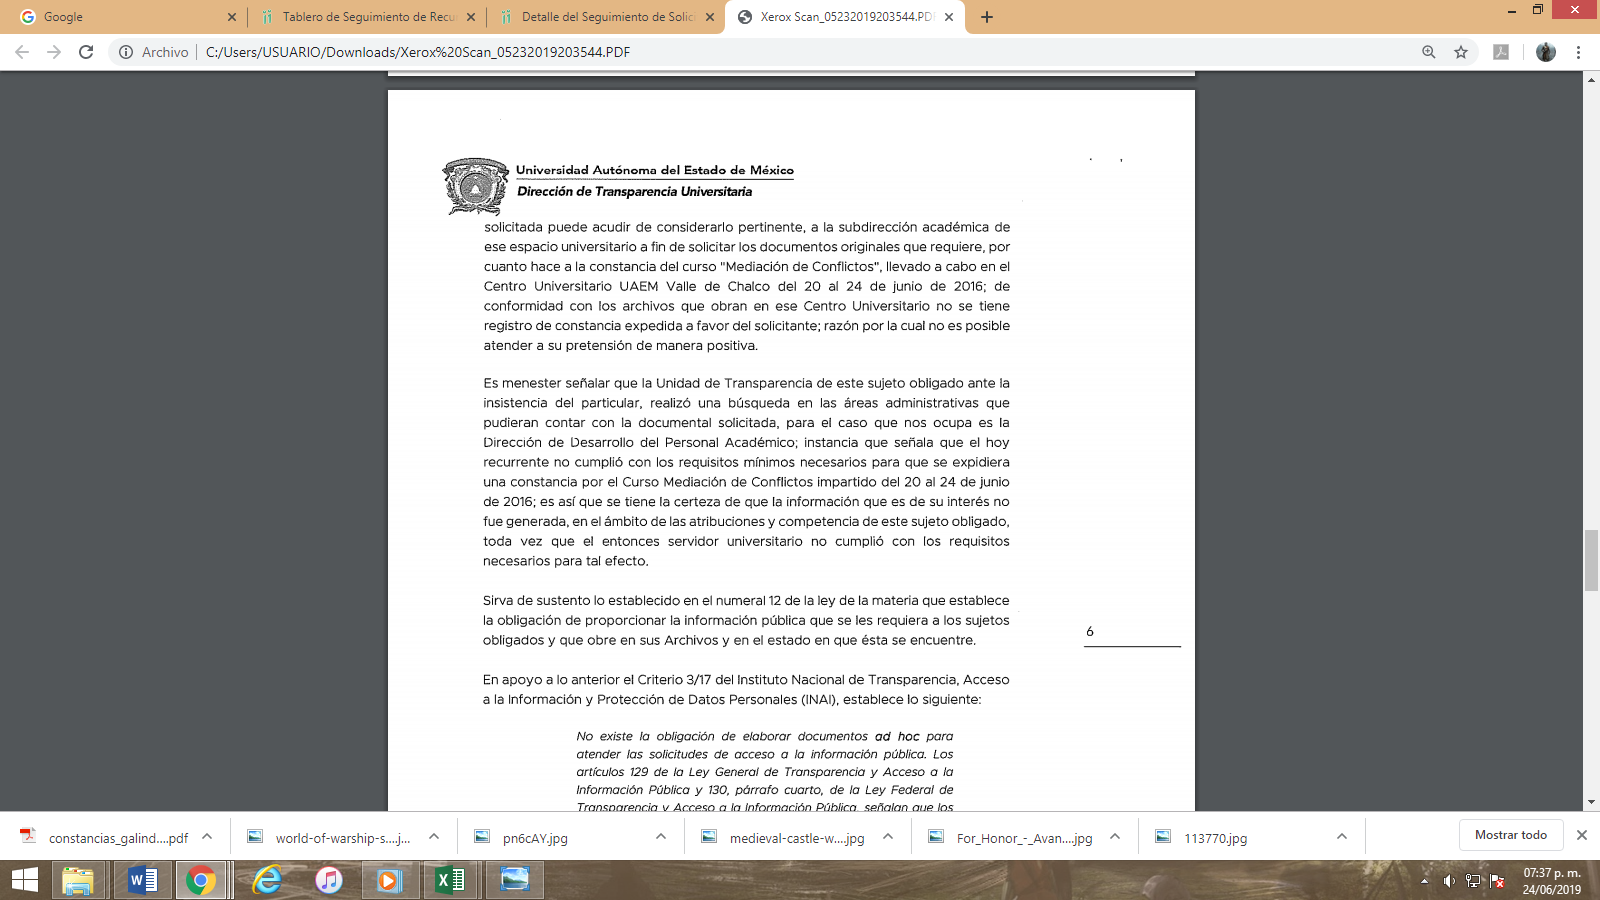 Google
Tablero de Seguimiento de Recu
Detalle del Seguimiento de Solic
Xerox Scan_05232019203544.PDF
Archivo
C:/Users/USUARIO/Downloads/Xerox%20Scan_05232019203544.PDF
Universidad Autónoma del Estado de México
Dirección de Transparencia Universitaria
solicitada puede acudir de considerarlo pertinente, a la subdirección académica de
ese espacio universitario a fin de solicitar los documentos originales que requiere, por
cuanto hace a la constancia del curso "Mediación de Conflictos", llevado a cabo en el
Centro Universitario UAEM Valle de Chalco del 20 al 24 de junio de 2016; de
conformidad con los archivos que obran en ese Centro Universitario no se tiene
registro de constancia expedida a favor del solicitante; razón por la cual no es posible
atender a su pretensión de manera positiva.
Es menester señalar que la Unidad de Transparencia de este sujeto obligado ante la
insistencia del particular, realizó una búsqueda en las áreas administrativas que
pudieran contar con la documental solicitada, para el caso que nos ocupa es la
Dirección de Desarrollo del Personal Académico; instancia que señala que el hoy
recurrente no cumplió con los requisitos mínimos necesarios para que se expidiera
una constancia por el Curso Mediación de Conflictos impartido del 20 al 24 de junio
de 2016; es así que se tiene la certeza de que la información que es de su interés no
fue generada, en el ámbito de las atribuciones y competencia de este sujeto obligado,
toda vez que el entonces servidor universitario no cumplió con los requisitos
necesarios para tal efecto.
Sirva de sustento lo establecido en el numeral 12 de la ley de la materia que establece
la obligación de proporcionar la información pública que se les requiera a los sujetos
obligados y que obre en sus Archivos y en el estado en que ésta se encuentre.
6
En apoyo a lo anterior el Criterio 3/17 del Instituto Nacional de Transparencia, Acceso
a la Información y Protección de Datos Personales (INAI), establece lo siguiente:
No existe la obligación de elaborar documentos ad hoc para
atender las solicitudes de acceso a la información pública. Los
artículos 129 de la Ley General de Transparencia y Acceso a la
Información Pública y 130, párrafo cuarto, de la Ley Federal de
Transparencia y Acceso a la Información Pública, señalan que los
constancias_galind....pdf
world-of-warship-s....j...
pn6cAY.jpg
medieval-castle-w....jpg
For_Honor_-_Avan....jpg
113770.jpg
Mostrar todo
07:37 p. m.
24/06/2019